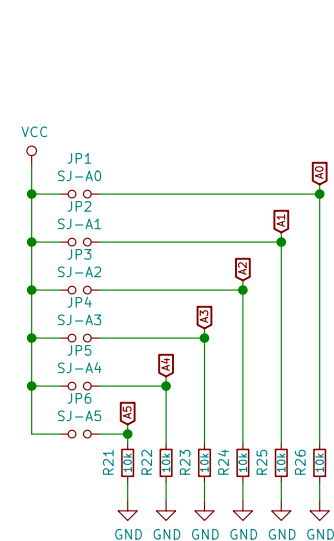 VCC
JP1
SJ-A0
A0
JP2
SJ-A1
A1
JP3
SJ-A2
A2
JP4
SJ-A3
A3
JP5
SJ-A4
A4
JP6
SJ-A5
A5
R21 10k R22 10k R23 10k R24 10k R25 10k R26 10k
GND GND GND GND GND GND